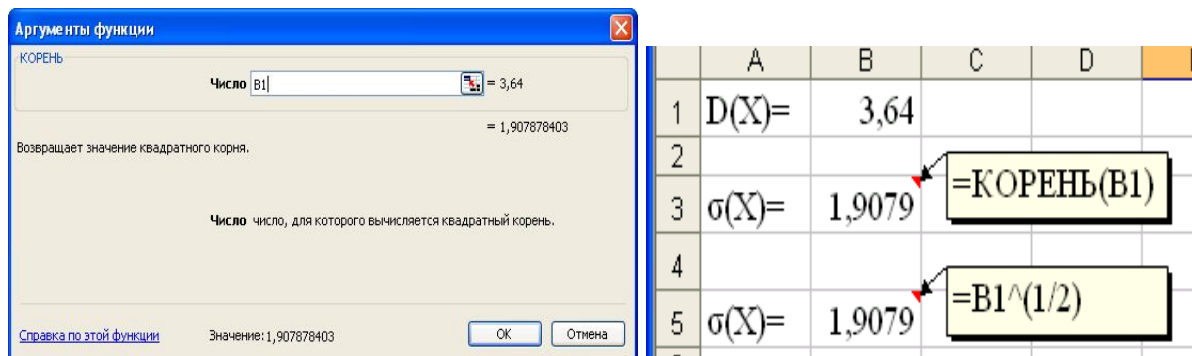 Аргументы функции
КОРЕНЬ
Число B1 = 3,64
= 1,907878403
Возвращает значение квадратного корня.
Число число, для которого вычисляется квадратный корень.
Справка по этой функции Значение:1,907878403 ОК Отмена
A B C D
1 D(X)= 3,64
2
=КОРЕНЬ(B1)
3 σ(X)= 1,9079
4
=B1^(1/2)
5 σ(X)= 1,9079